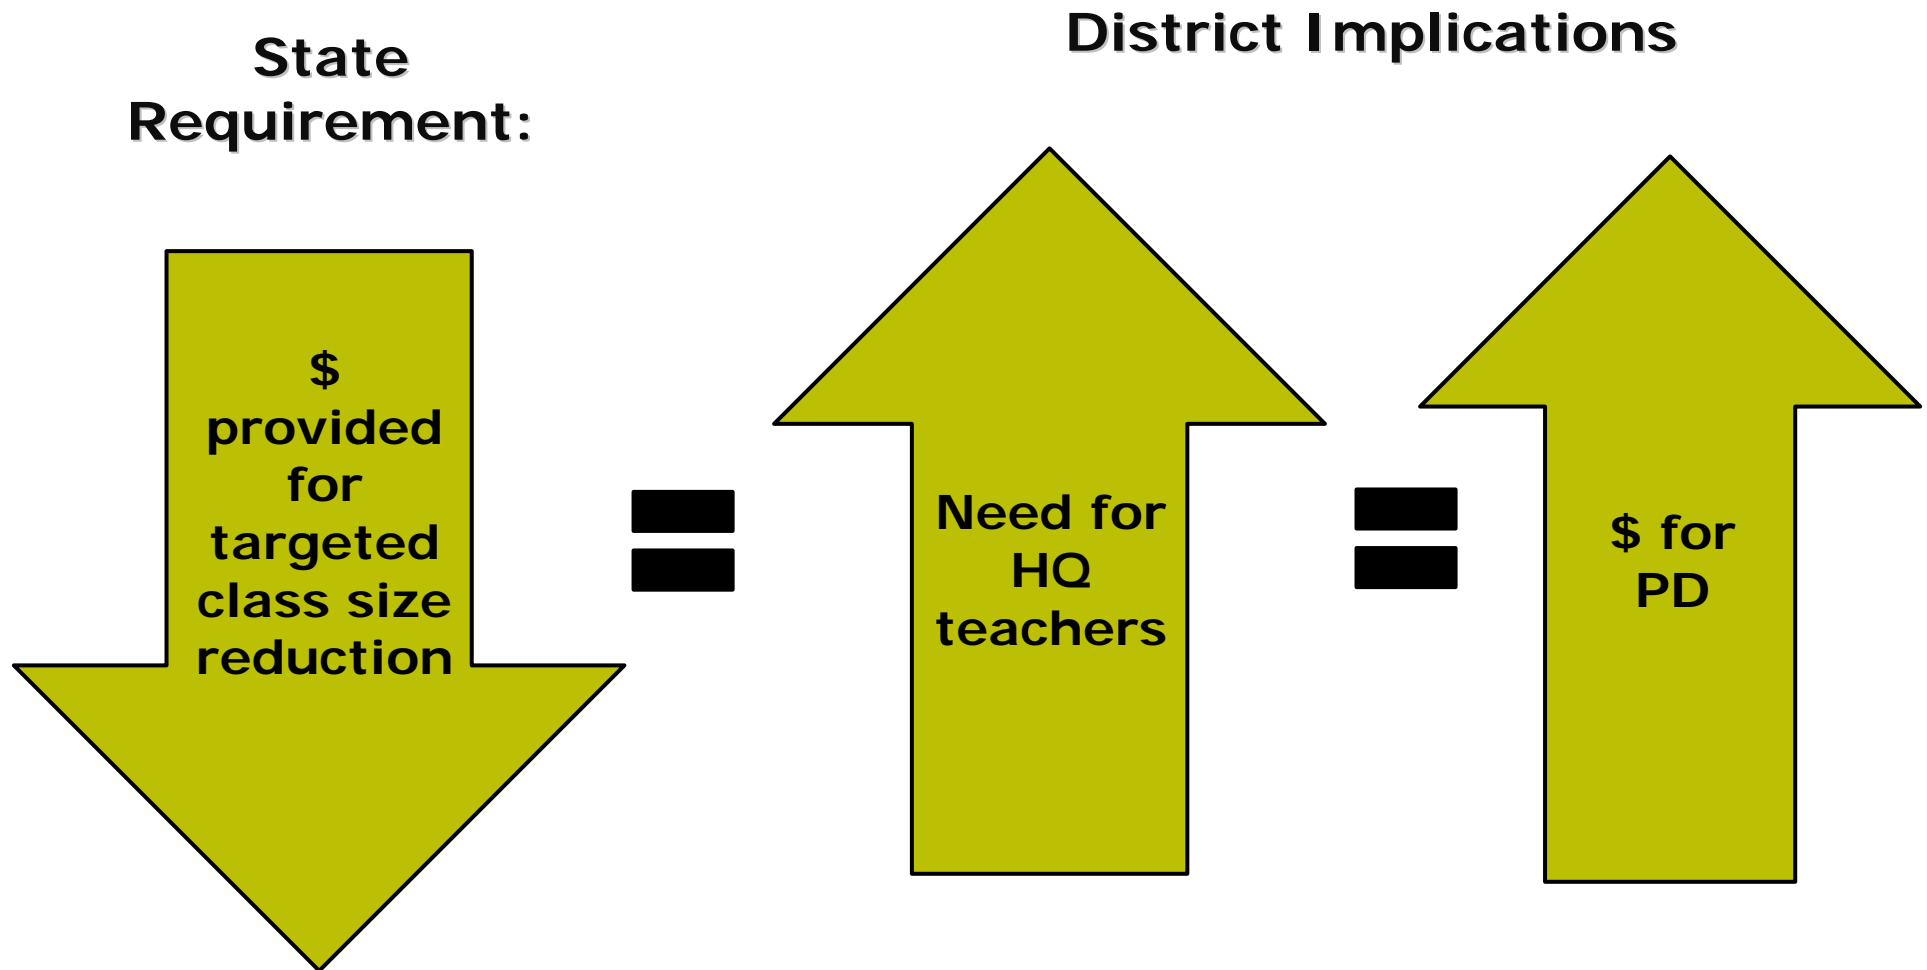 State
Requirement:
$
provided
for
targeted
class size
reduction
District Implications
Need for
HQ
teachers
$ for
PD